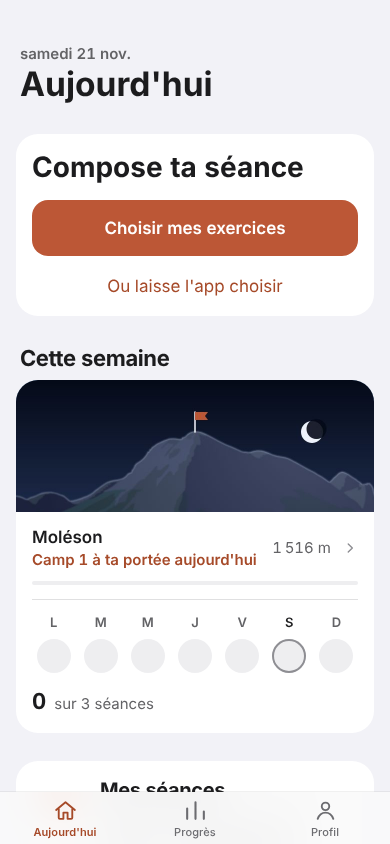 samedi 21 nov.
Aujourd'hui
Compose ta séance
Choisir mes exercices
Ou laisse l'app choisir
Cette semaine
Moléson
Camp 1 à ta portée aujourd'hui
1 516 m
L M M J V S D
0 sur 3 séances
Mes séances
Aujourd'hui
Progrès
Profil